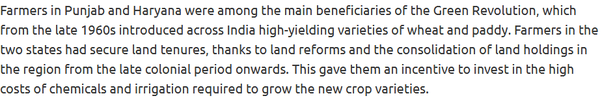 Farmers in Punjab and Haryana were among the main beneficiaries of the Green Revolution, which
from the late 1960s introduced across India high-yielding varieties of wheat and paddy. Farmers in the
two states had secure land tenures, thanks to land reforms and the consolidation of land holdings in
the region from the late colonial period onwards. This gave them an incentive to invest in the high
costs of chemicals and irrigation required to grow the new crop varieties.